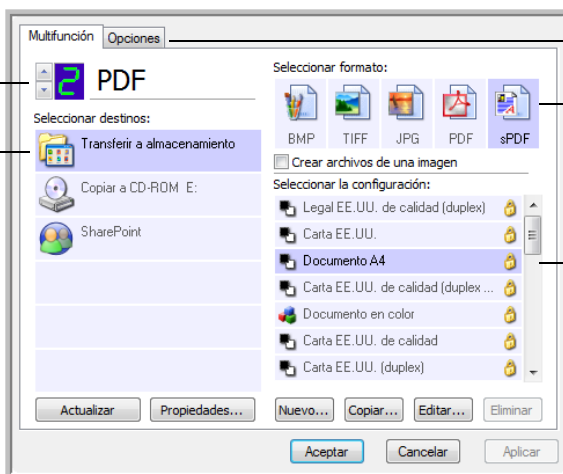 Multifunción Opciones
2 PDF
Seleccionar destinos:
Transferir a almacenamiento
Copiar a CD-ROM E:
SharePoint
Actualizar Propiedades...
Seleccionar formato:
BMP TIFF JPG PDF sPDF
Crear archivos de una imagen
Seleccionar la configuración:
Legal EE.UU. de calidad (duplex)
Carta EE.UU.
Documento A4
Carta EE.UU. de calidad (duplex ...
Documento en color
Carta EE.UU. de calidad
Carta EE.UU. (duplex)
Nuevo... Copiar... Editar... Eliminar
Aceptar Cancelar Aplicar